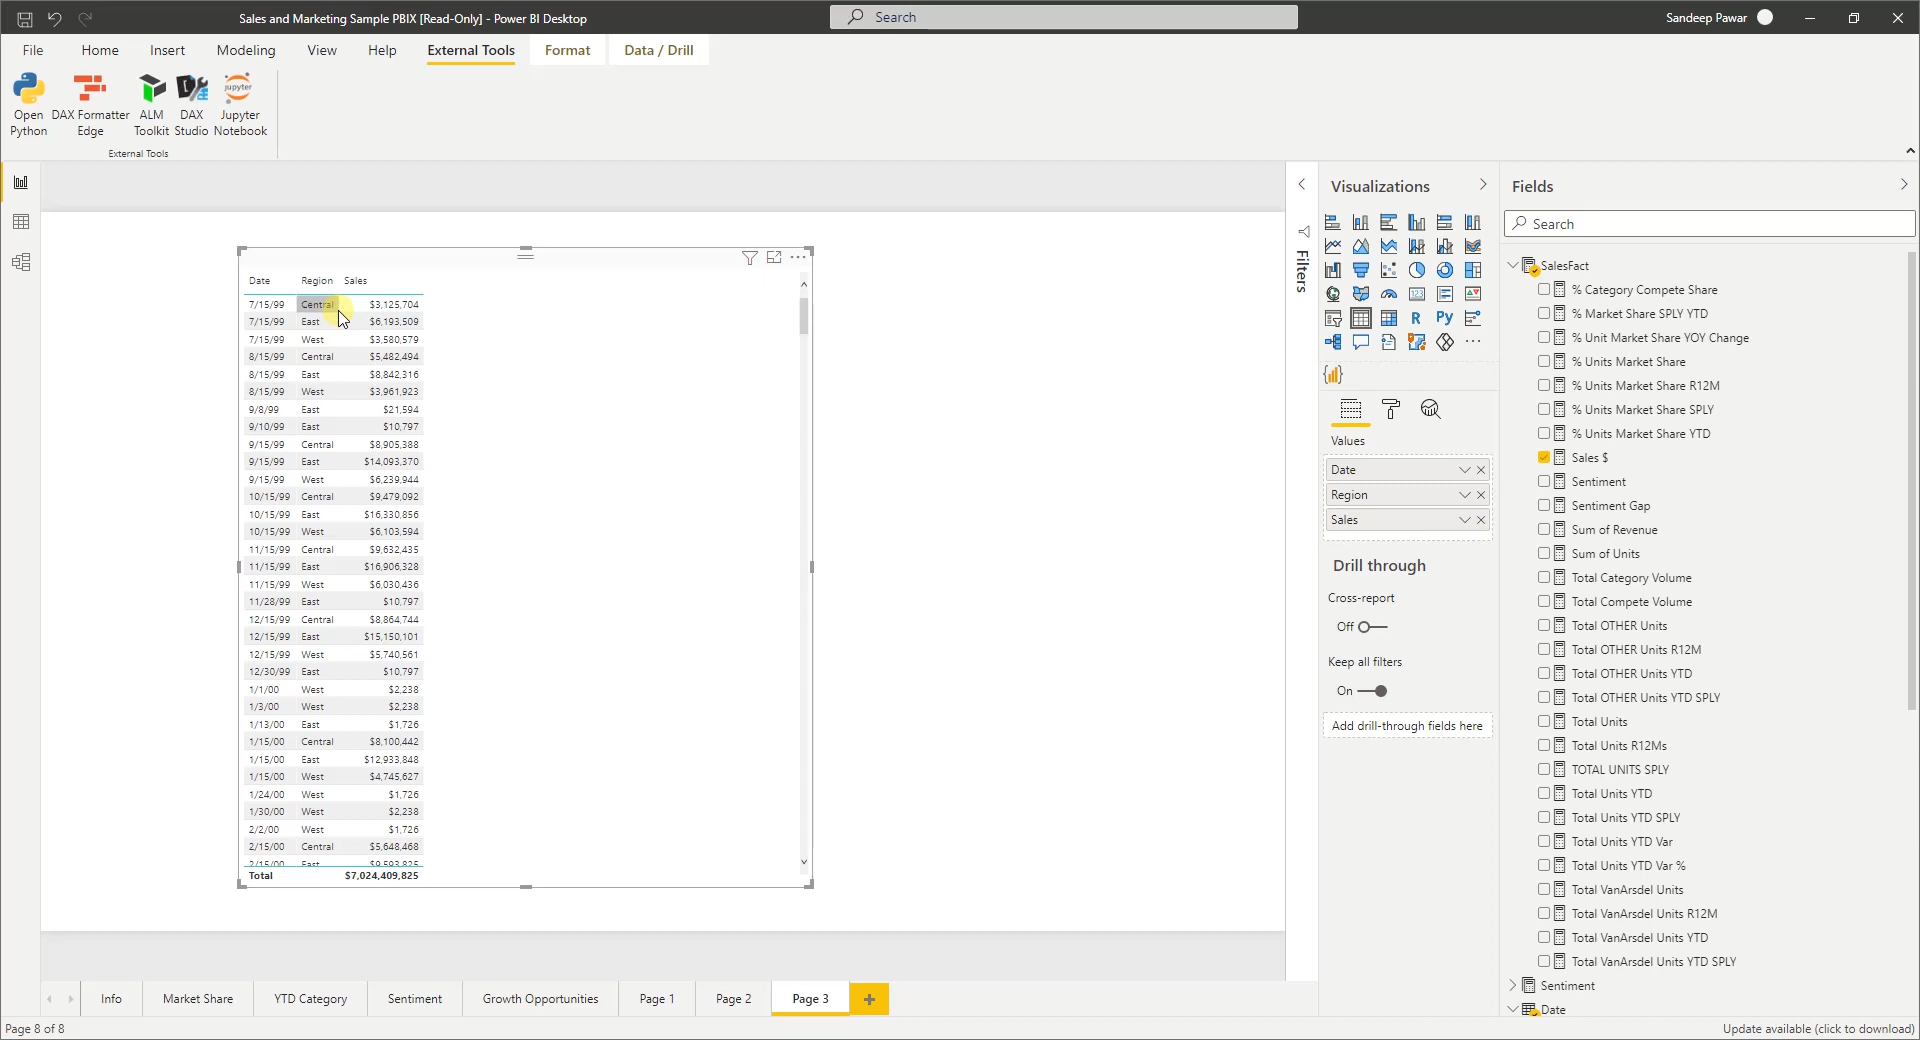 Sales and Marketing Sample PBIX [Read-Only] - Power BI Desktop
Search
Sandeep Pawar
File Home Insert Modeling View Help External Tools Format Data / Drill
Open Python
DAX Formatter Edge
ALM Toolkit
DAX Studio
jupyter
Jupyter Notebook
External Tools
Date Region Sales
7/15/99 Central $3,125,704
7/15/99 East $6,193,509
7/15/99 West $3,580,579
8/15/99 Central $5,482,494
8/15/99 East $8,842,316
8/15/99 West $3,961,923
9/8/99 East $21,594
9/10/99 East $10,797
9/15/99 Central $8,905,388
9/15/99 East $14,093,370
9/15/99 West $6,239,944
10/15/99 Central $9,479,092
10/15/99 East $16,330,856
10/15/99 West $6,103,594
11/15/99 Central $9,632,435
11/15/99 East $16,906,328
11/15/99 West $6,030,436
11/28/99 East $10,797
12/15/99 Central $8,864,744
12/15/99 East $15,150,101
12/15/99 West $5,740,561
12/30/99 East $10,797
1/1/00 West $2,238
1/3/00 West $2,238
1/13/00 East $1,726
1/15/00 Central $8,100,442
1/15/00 East $12,933,848
1/15/00 West $4,745,627
1/24/00 West $1,726
1/30/00 West $2,238
2/2/00 West $1,726
2/15/00 Central $5,648,468
2/15/00 East $9,593,825
Total $7,024,409,825
Filters
Visualizations
R Py
Values
Date
Region
Sales
Drill through
Cross-report
Off
Keep all filters
On
Add drill-through fields here
Fields
Search
SalesFact
% Category Compete Share
% Market Share SPLY YTD
% Unit Market Share YOY Change
% Units Market Share
% Units Market Share R12M
% Units Market Share SPLY
% Units Market Share YTD
Sales $
Sentiment
Sentiment Gap
Sum of Revenue
Sum of Units
Total Category Volume
Total Compete Volume
Total OTHER Units
Total OTHER Units R12M
Total OTHER Units YTD
Total OTHER Units YTD SPLY
Total Units
Total Units R12Ms
TOTAL UNITS SPLY
Total Units YTD
Total Units YTD SPLY
Total Units YTD Var
Total Units YTD Var %
Total VanArsdel Units
Total VanArsdel Units R12M
Total VanArsdel Units YTD
Total VanArsdel Units YTD SPLY
Sentiment
Date
Info Market Share YTD Category Sentiment Growth Opportunities Page 1 Page 2 Page 3
Page 8 of 8
Update available (click to download)